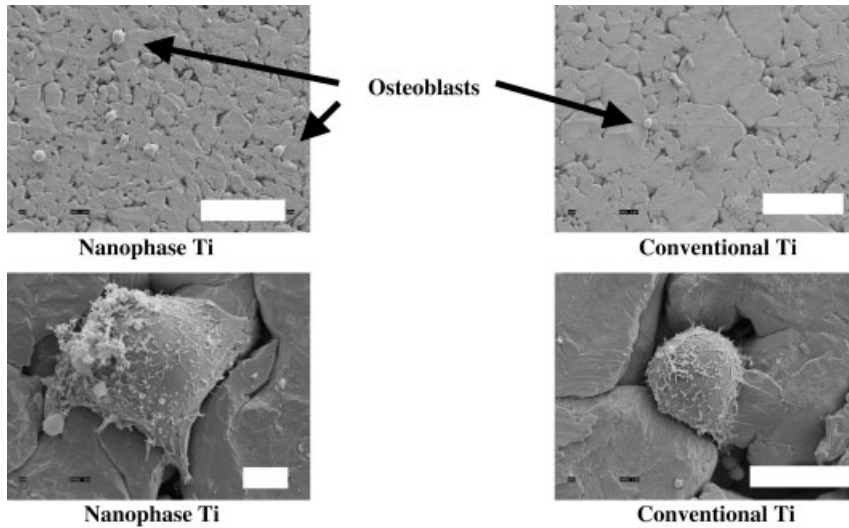 Osteoblasts
Nanophase Ti
Conventional Ti
Nanophase Ti
Conventional Ti